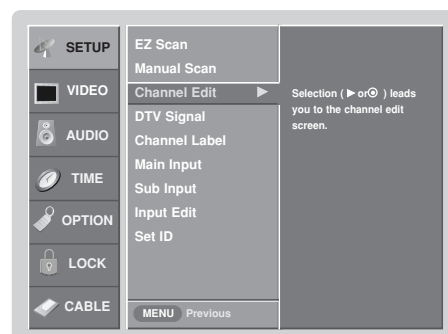 SETUP
VIDEO
AUDIO
TIME
OPTION
LOCK
CABLE
EZ Scan
Manual Scan
Channel Edit ▶
DTV Signal
Channel Label
Main Input
Sub Input
Input Edit
Set ID
MENU Previous
Selection ( ▶ or◉ ) leads
you to the channel edit
screen.